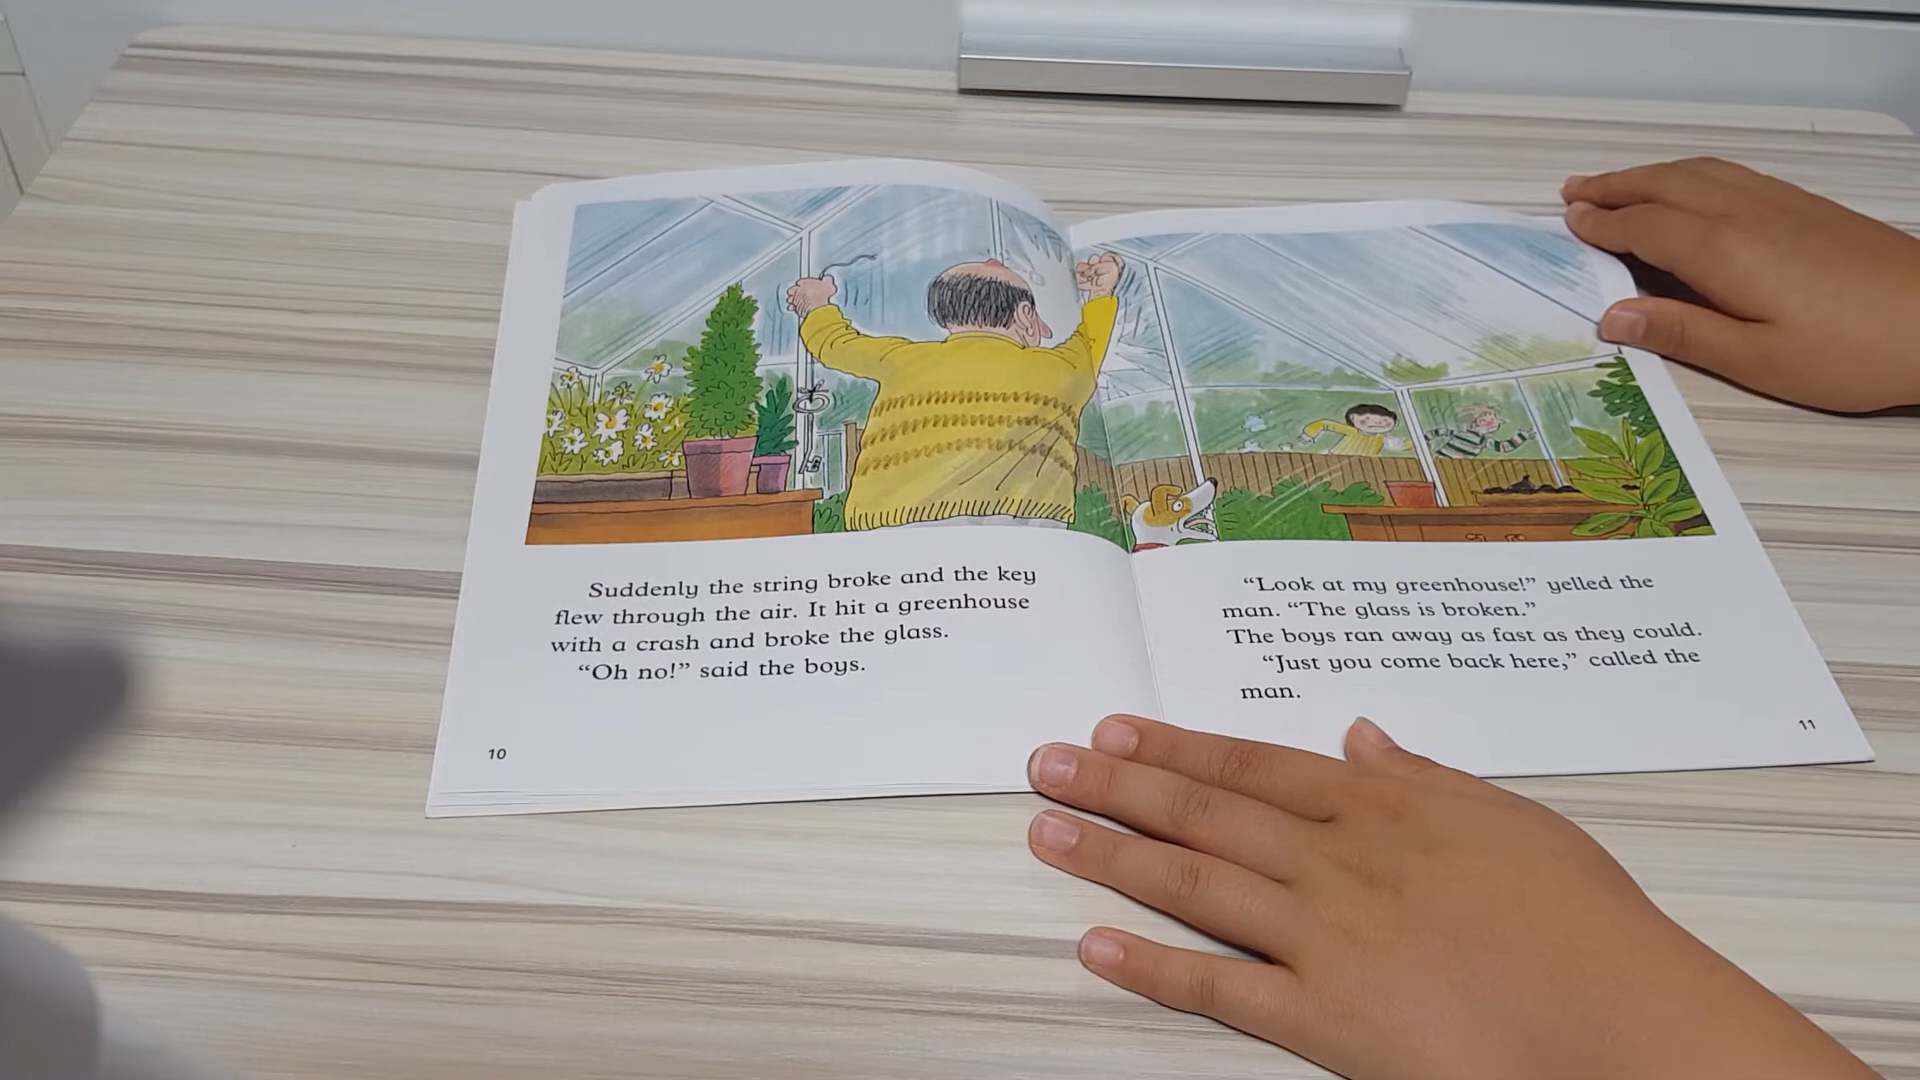 Suddenly the string broke and the key
flew through the air. It hit a greenhouse
with a crash and broke the glass.
“Oh no!” said the boys.
10
“Look at my greenhouse!” yelled the
man. “The glass is broken.”
The boys ran away as fast as they could.
“Just you come back here,” called the
man.
11